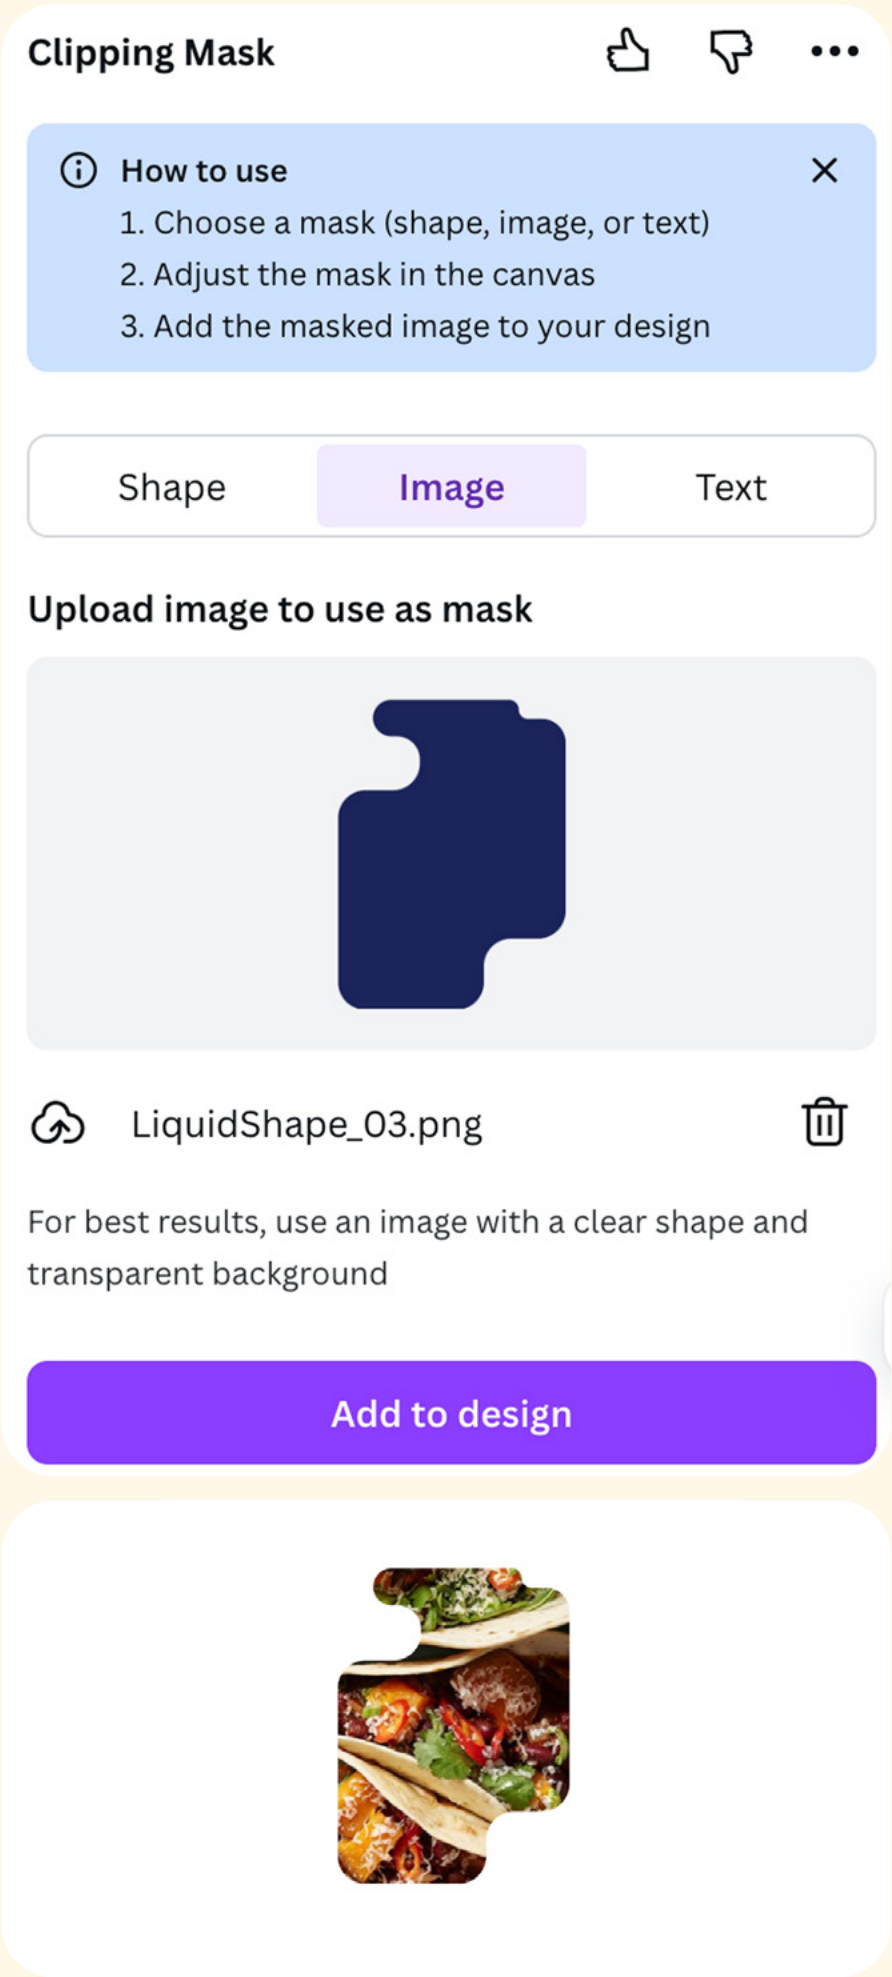 Clipping Mask
How to use
1. Choose a mask (shape, image, or text)
2. Adjust the mask in the canvas
3. Add the masked image to your design
Shape
Image
Text
Upload image to use as mask
LiquidShape_03.png
For best results, use an image with a clear shape and
transparent background
Add to design